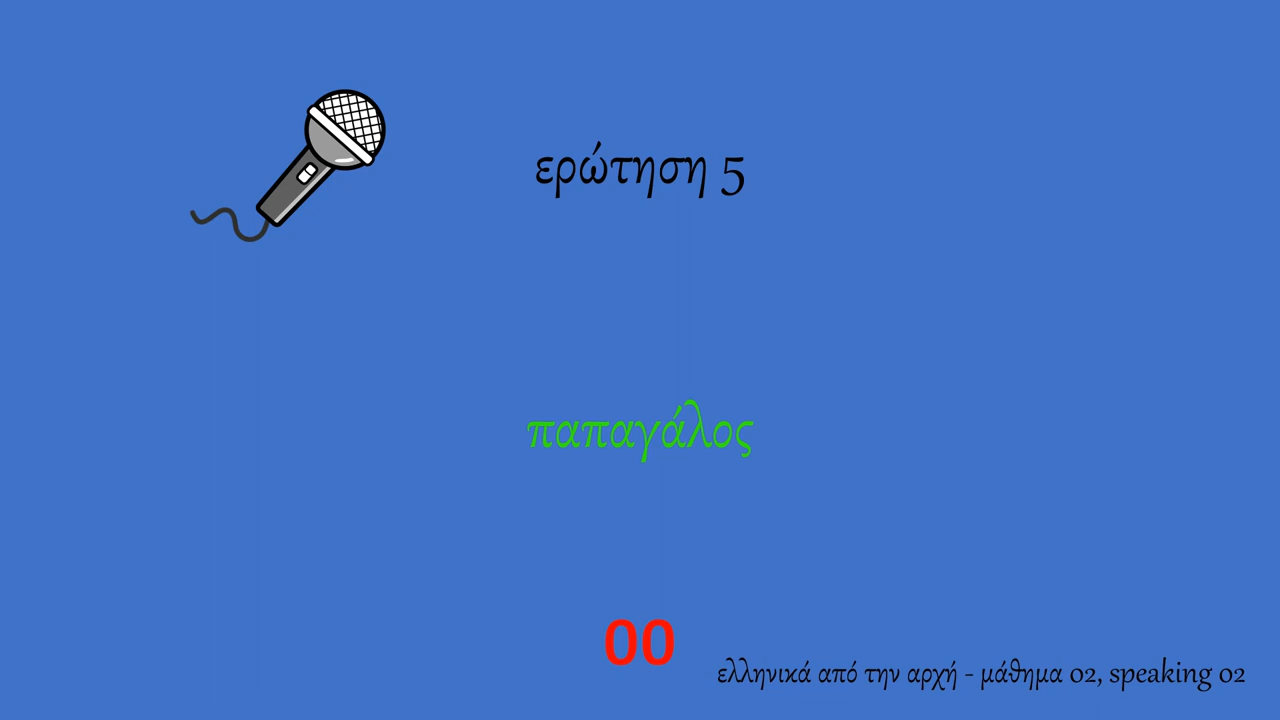 ερώτηση 5
παπαγάλος
00
ελληνικά από την αρχή - μάθημα 02, speaking 02